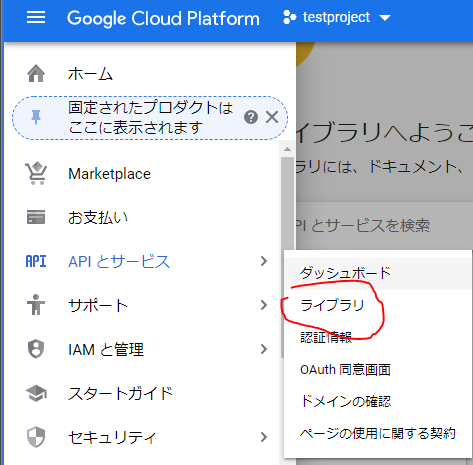 Google Cloud Platform
testproject
ホーム
固定されたプロダクトは
ここに表示されます
イブラリへようこ
Marketplace
ラリには、ドキュメント、
お支払い
API とサービスを検索
API
API とサービス
ダッシュボード
サポート
ライブラリ
認証情報
IAM と管理
OAuth 同意画面
スタートガイド
ドメインの確認
セキュリティ
ページの使用に関する契約